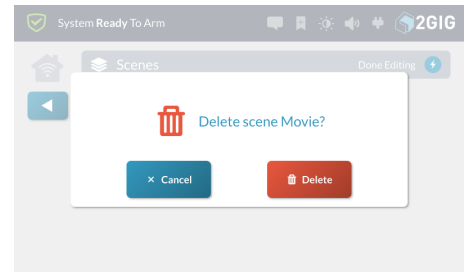 System Ready To Arm
2GIG
Scenes
Done Editing
Delete scene Movie?
× Cancel
Delete